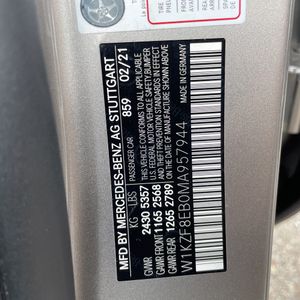 MFD BY MERCEDES-BENZ AG STUTTGART
PASSENGER CAR 859 02/21
THIS VEHICLE CONFORMS TO ALL APPLICABLE
U.S. FEDERAL MOTOR VEHICLE SAFETY, BUMPER
AND THEFT PREVENTION STANDARDS IN EFFECT
ON THE DATE OF MANUFACTURE SHOWN ABOVE
KG LBS
GVWR 2430 5357
GAWR FRONT 1165 2568
GAWR REAR 1265 2789
MADE IN GERMANY
W1KZF8EB0MA957944